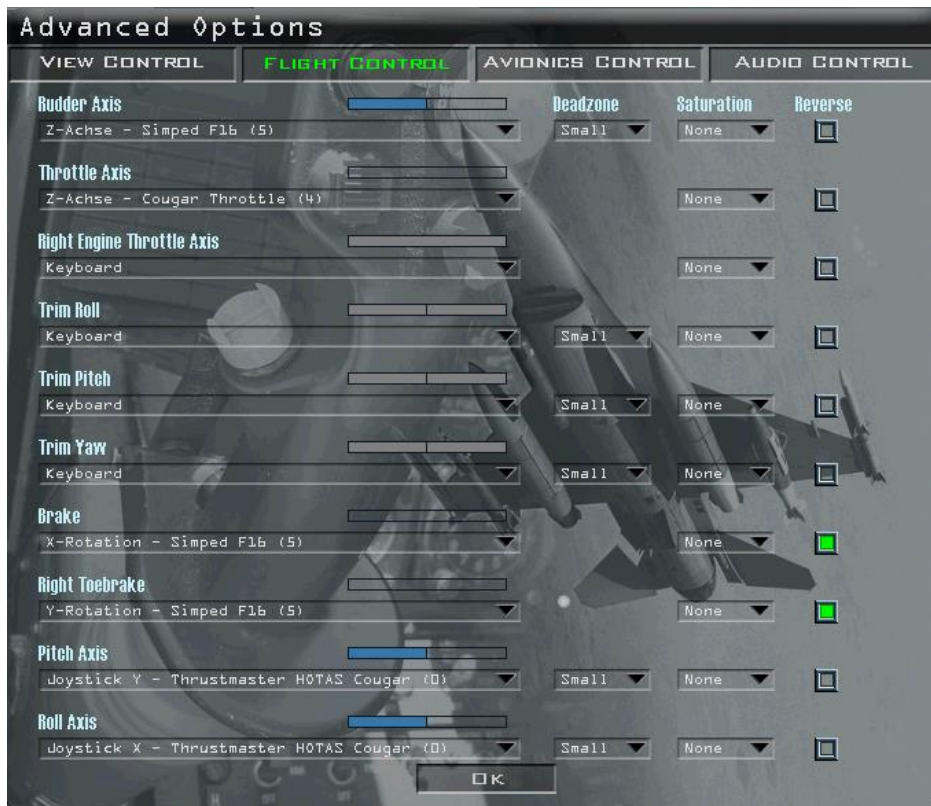 Advanced Options
VIEW CONTROL FLIGHT CONTROL AVIONICS CONTROL AUDIO CONTROL
Rudder Axis Deadzone Saturation Reverse
Z-Achse - Simped F16 (5) Small None
Throttle Axis
Z-Achse - Cougar Throttle (4) None
Right Engine Throttle Axis
Keyboard None
Trim Roll
Keyboard Small None
Trim Pitch
Keyboard Small None
Trim Yaw
Keyboard Small None
Brake
X-Rotation - Simped F16 (5) None
Right Toebrake
Y-Rotation - Simped F16 (5) None
Pitch Axis
Joystick Y - Thrustmaster HOTAS Cougar (0) Small None
Roll Axis
Joystick X - Thrustmaster HOTAS Cougar (0) Small None
OK